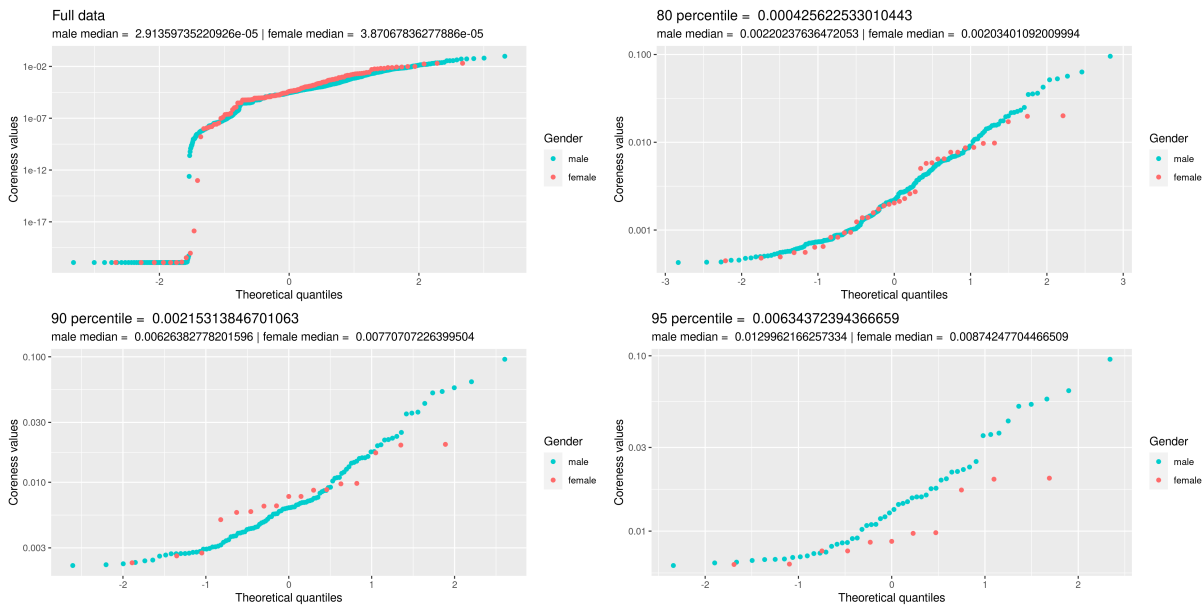 Full data
male median = 2.91359735220926e-05 | female median = 3.87067836277886e-05
1e-02
1e-07
1e-12
1e-17
Coreness values
-2
0
2
Theoretical quantiles
Gender
male
female
80 percentile = 0.000425622533010443
male median = 0.00220237636472053 | female median = 0.00203401092009994
0.100
0.010
0.001
Coreness values
-3
-2
-1
0
1
2
3
Theoretical quantiles
Gender
male
female
90 percentile = 0.00215313846701063
male median = 0.00626382778201596 | female median = 0.00770707226399504
0.100
0.030
0.010
0.003
Coreness values
-2
-1
0
1
2
Theoretical quantiles
Gender
male
female
95 percentile = 0.00634372394366659
male median = 0.0129962166257334 | female median = 0.00874247704466509
0.10
0.03
0.01
Coreness values
-2
-1
0
1
2
Theoretical quantiles
Gender
male
female